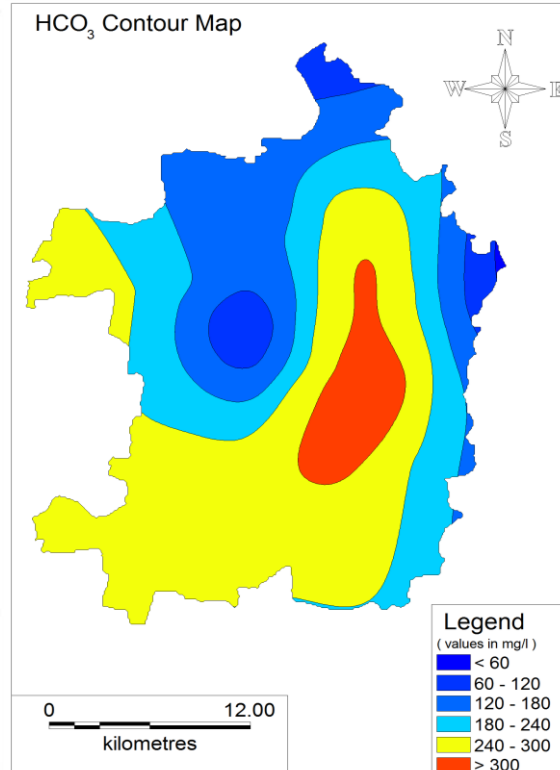 HCO₃ Contour Map
N
W E
S
Legend
( values in mg/l )
< 60
60 - 120
120 - 180
180 - 240
240 - 300
> 300
0 12.00
kilometres